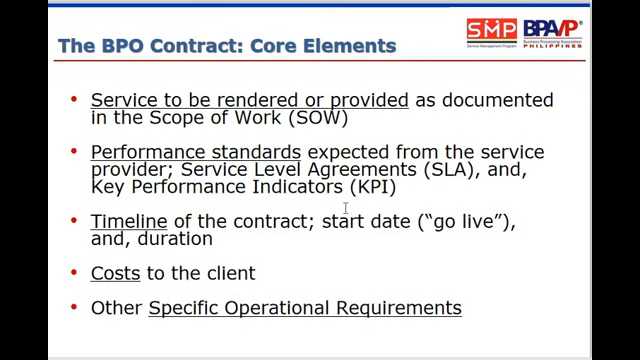 The BPO Contract: Core Elements
SMP
Service Management Program
BPAP®
Business Processing Association
PHILIPPINES
• Service to be rendered or provided as documented
in the Scope of Work (SOW)
• Performance standards expected from the service
provider; Service Level Agreements (SLA), and,
Key Performance Indicators (KPI)
• Timeline of the contract; start date (“go live”),
and, duration
• Costs to the client
• Other Specific Operational Requirements